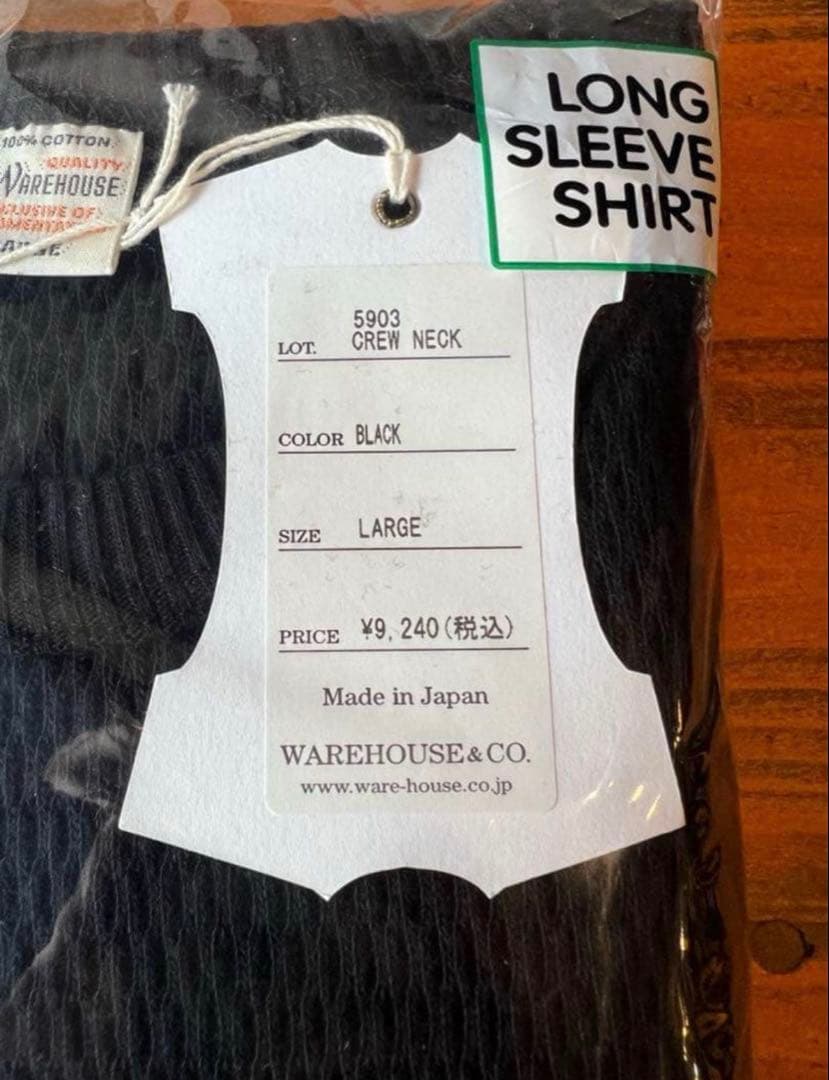 LONG
SLEEVE
SHIRT
100% COTTON
QUALITY
WAREHOUSE
5903
LOT. CREW NECK
COLOR BLACK
SIZE LARGE
PRICE ¥9,240(税込)
Made in Japan
WAREHOUSE&CO.
www.ware-house.co.jp